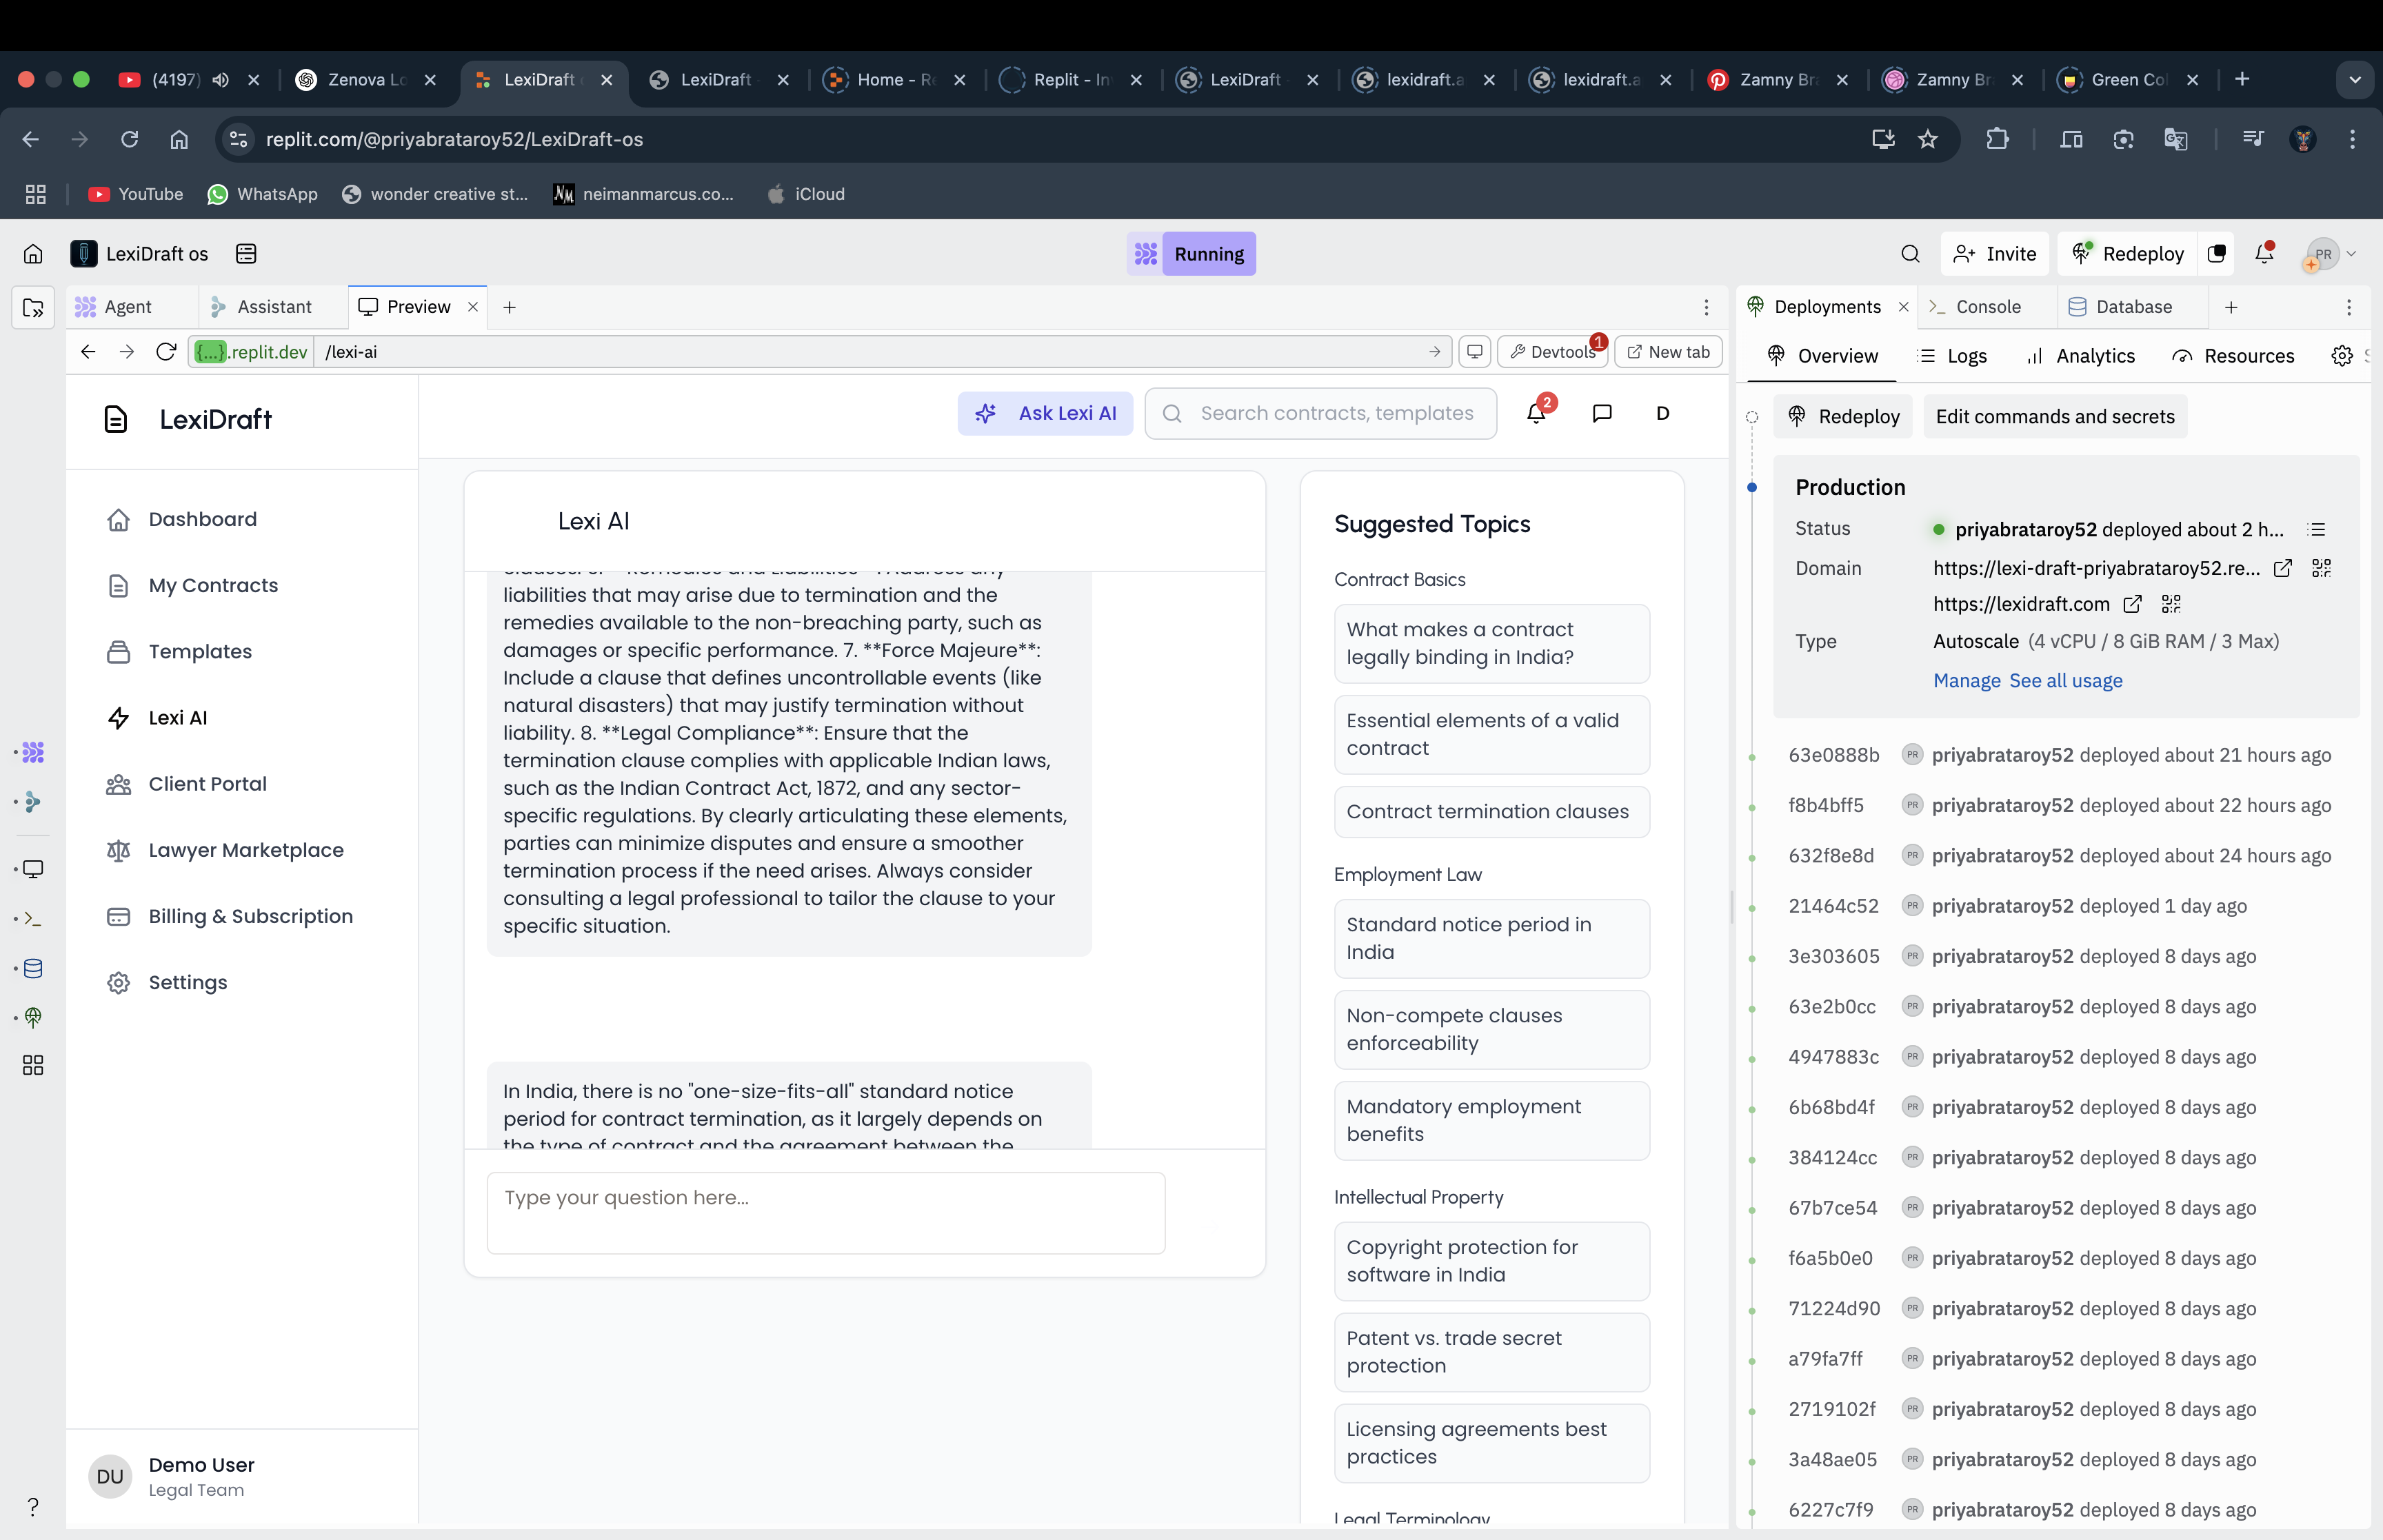 (4197)
Zenova Lo
LexiDraft
LexiDraft
Home - Re
Replit - In
LexiDraft
lexidraft.a
lexidraft.a
Zamny Bra
Zamny Br
Green Col
replit.com/@priyabrataroy52/LexiDraft-os
YouTube
WhatsApp
wonder creative st...
neimanmarcus.co...
iCloud
LexiDraft os
Running
Invite
Redeploy
PR
Agent
Assistant
Preview
Deployments
Console
Database
{...}.replit.dev
/lexi-ai
Devtools
1
New tab
Overview
Logs
Analytics
Resources
LexiDraft
Ask Lexi AI
Search contracts, templates
2
D
Redeploy
Edit commands and secrets
Dashboard
My Contracts
Templates
Lexi AI
Client Portal
Lawyer Marketplace
Billing & Subscription
Settings
DU
Demo User
Legal Team
Lexi AI
liabilities that may arise due to termination and the
remedies available to the non-breaching party, such as
damages or specific performance. 7. **Force Majeure**:
Include a clause that defines uncontrollable events (like
natural disasters) that may justify termination without
liability. 8. **Legal Compliance**: Ensure that the
termination clause complies with applicable Indian laws,
such as the Indian Contract Act, 1872, and any sector-
specific regulations. By clearly articulating these elements,
parties can minimize disputes and ensure a smoother
termination process if the need arises. Always consider
consulting a legal professional to tailor the clause to your
specific situation.
In India, there is no "one-size-fits-all" standard notice
period for contract termination, as it largely depends on
the type of contract and the agreement between the
Type your question here...
Suggested Topics
Contract Basics
What makes a contract
legally binding in India?
Essential elements of a valid
contract
Contract termination clauses
Employment Law
Standard notice period in
India
Non-compete clauses
enforceability
Mandatory employment
benefits
Intellectual Property
Copyright protection for
software in India
Patent vs. trade secret
protection
Licensing agreements best
practices
Legal Terminology
Production
Status
priyabrataroy52 deployed about 2 h...
Domain
https://lexi-draft-priyabrataroy52.re...
https://lexidraft.com
Type
Autoscale (4 vCPU / 8 GiB RAM / 3 Max)
Manage See all usage
63e0888b PR priyabrataroy52 deployed about 21 hours ago
f8b4bff5 PR priyabrataroy52 deployed about 22 hours ago
632f8e8d PR priyabrataroy52 deployed about 24 hours ago
21464c52 PR priyabrataroy52 deployed 1 day ago
3e303605 PR priyabrataroy52 deployed 8 days ago
63e2b0cc PR priyabrataroy52 deployed 8 days ago
4947883c PR priyabrataroy52 deployed 8 days ago
6b68bd4f PR priyabrataroy52 deployed 8 days ago
384124cc PR priyabrataroy52 deployed 8 days ago
67b7ce54 PR priyabrataroy52 deployed 8 days ago
f6a5b0e0 PR priyabrataroy52 deployed 8 days ago
71224d90 PR priyabrataroy52 deployed 8 days ago
a79fa7ff PR priyabrataroy52 deployed 8 days ago
2719102f PR priyabrataroy52 deployed 8 days ago
3a48ae05 PR priyabrataroy52 deployed 8 days ago
6227c7f9 PR priyabrataroy52 deployed 8 days ago